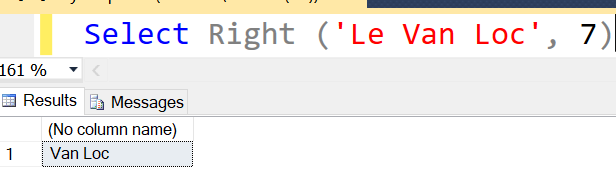 Select Right ('Le Van Loc', 7)
161 %
Results Messages
(No column name)
1 Van Loc